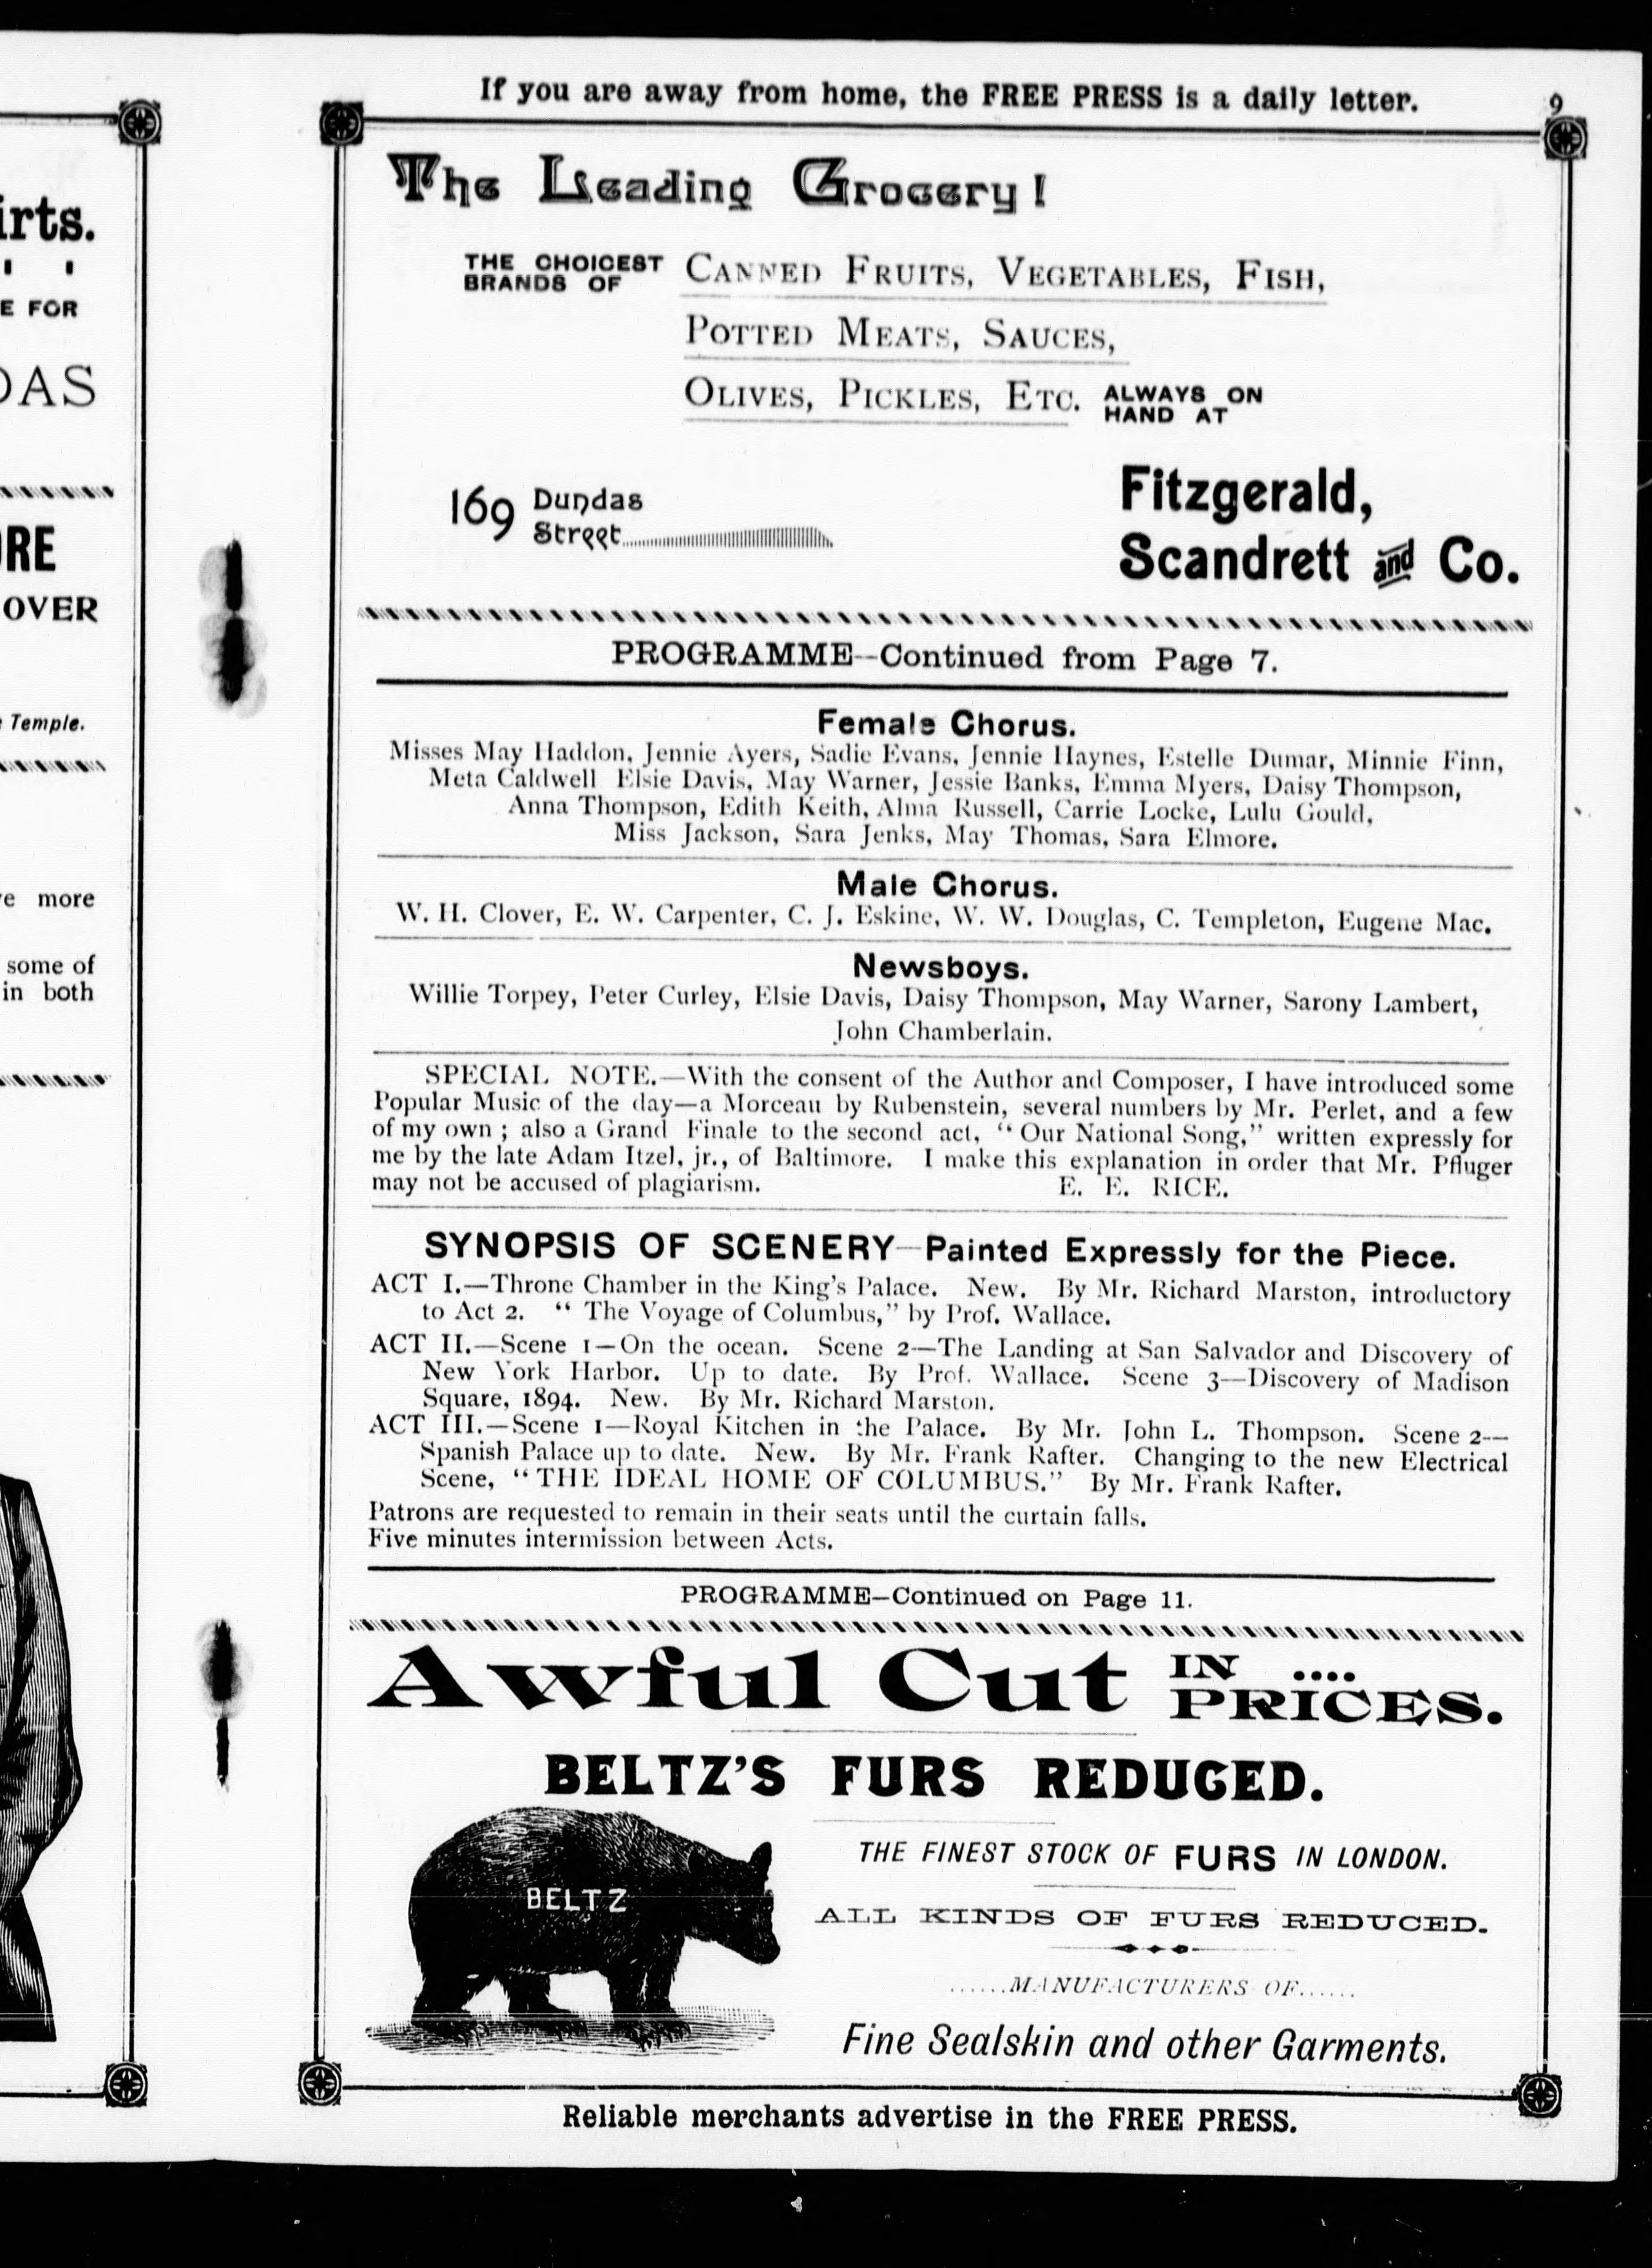 irts.
E FOR
DAS
ORE
OVER
Temple.
more
some of
in both
If you are away from home, the FREE PRESS is a daily letter.
9
The Leading Grocery!
THE CHOICEST
BRANDS OF
CANNED FRUITS, VEGETABLES, FISH,
POTTED MEATS, SAUCES,
OLIVES, PICKLES, ETC.
ALWAYS ON
HAND AT
169 Dundas
Street
Fitzgerald,
Scandrett and Co.
PROGRAMME—Continued from Page 7.
Female Chorus.
Misses May Haddon, Jennie Ayers, Sadie Evans, Jennie Haynes, Estelle Dumar, Minnie Finn,
Meta Caldwell Elsie Davis, May Warner, Jessie Banks, Emma Myers, Daisy Thompson,
Anna Thompson, Edith Keith, Alma Russell, Carrie Locke, Lulu Gould,
Miss Jackson, Sara Jenks, May Thomas, Sara Elmore.
Male Chorus.
W. H. Clover, E. W. Carpenter, C. J. Eskine, W. W. Douglas, C. Templeton, Eugene Mac.
Newsboys.
Willie Torpey, Peter Curley, Elsie Davis, Daisy Thompson, May Warner, Sarony Lambert,
John Chamberlain.
SPECIAL NOTE.—With the consent of the Author and Composer, I have introduced some
Popular Music of the day—a Morceau by Rubenstein, several numbers by Mr. Perlet, and a few
of my own ; also a Grand Finale to the second act, "Our National Song," written expressly for
me by the late Adam Itzel, jr., of Baltimore. I make this explanation in order that Mr. Pfluger
may not be accused of plagiarism. E. E. RICE.
SYNOPSIS OF SCENERY—Painted Expressly for the Piece.
ACT I.—Throne Chamber in the King's Palace. New. By Mr. Richard Marston, introductory
to Act 2. "The Voyage of Columbus," by Prof. Wallace.
ACT II.—Scene 1—On the ocean. Scene 2—The Landing at San Salvador and Discovery of
New York Harbor. Up to date. By Prof. Wallace. Scene 3—Discovery of Madison
Square, 1894. New. By Mr. Richard Marston.
ACT III.—Scene 1—Royal Kitchen in the Palace. By Mr. John L. Thompson. Scene 2—
Spanish Palace up to date. New. By Mr. Frank Rafter. Changing to the new Electrical
Scene, "THE IDEAL HOME OF COLUMBUS." By Mr. Frank Rafter.
Patrons are requested to remain in their seats until the curtain falls.
Five minutes intermission between Acts.
PROGRAMME—Continued on Page 11.
Awful Cut IN ....
PRICES.
BELTZ'S FURS REDUCED.
BELTZ
THE FINEST STOCK OF FURS IN LONDON.
ALL KINDS OF FURS REDUCED.
......MANUFACTURERS OF......
Fine Sealskin and other Garments.
Reliable merchants advertise in the FREE PRESS.